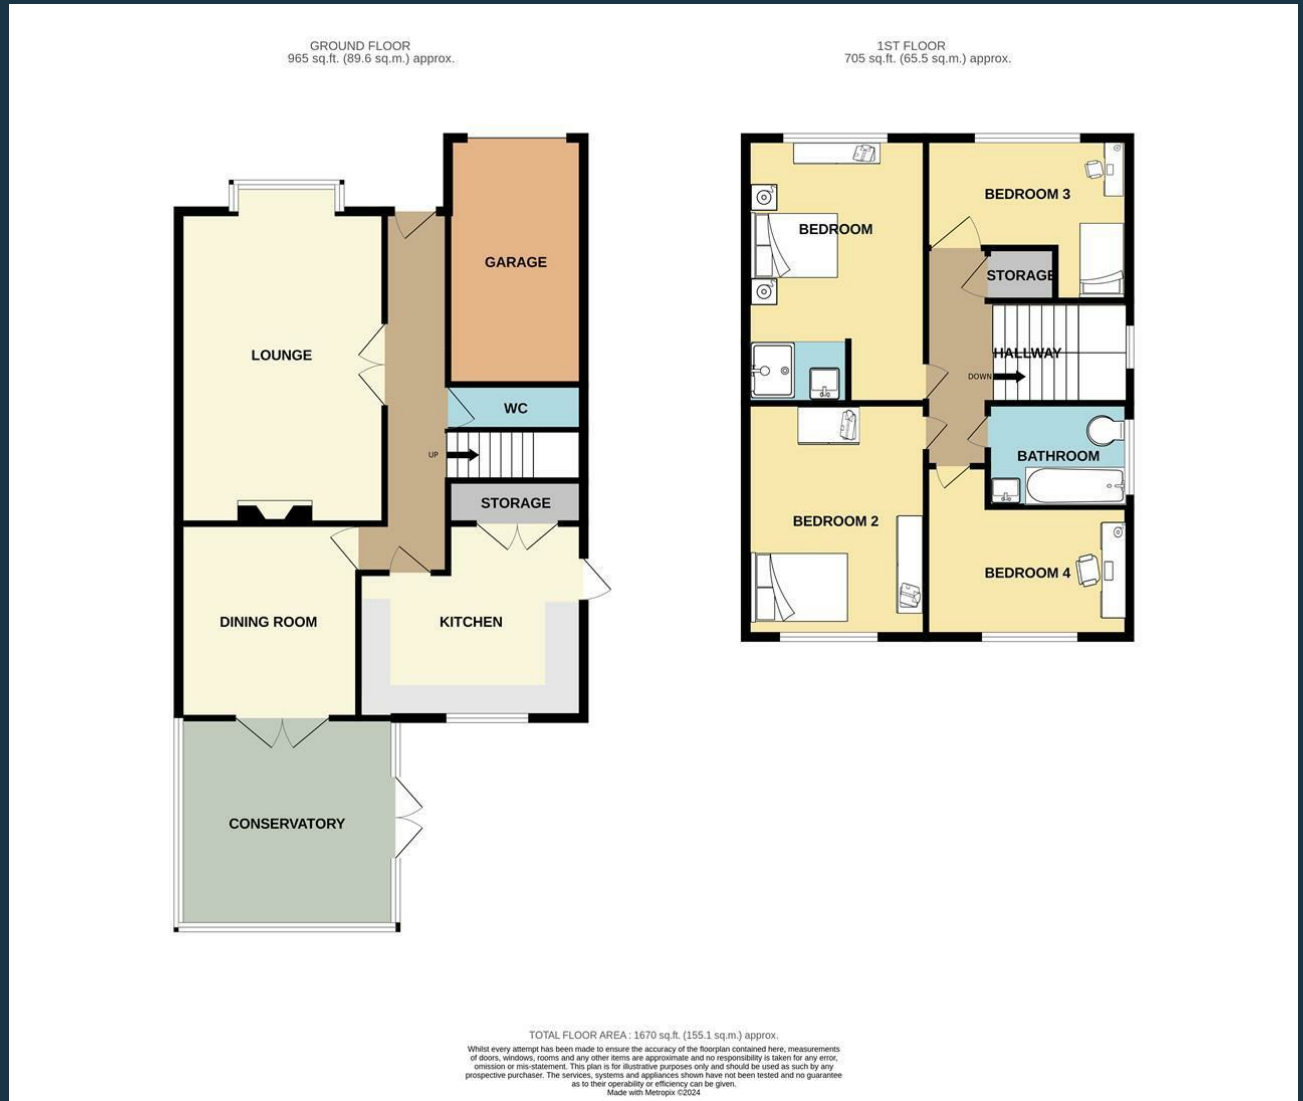 GROUND FLOOR
965 sq.ft. (89.6 sq.m.) approx.
1ST FLOOR
705 sq.ft. (65.5 sq.m.) approx.
GARAGE
LOUNGE
WC
UP
STORAGE
DINING ROOM
KITCHEN
CONSERVATORY
BEDROOM 3
BEDROOM
STORAGE
HALLWAY
DOWN
BATHROOM
BEDROOM 2
BEDROOM 4
TOTAL FLOOR AREA : 1670 sq.ft. (155.1 sq.m.) approx.
Whilst every attempt has been made to ensure the accuracy of the floorplan contained here, measurements
of doors, windows, rooms and any other items are approximate and no responsibility is taken for any error,
omission or mis-statement. This plan is for illustrative purposes only and should be used as such by any
prospective purchaser. The services, systems and appliances shown have not been tested and no guarantee
as to their operability or efficiency can be given.
Made with Metropix ©2024